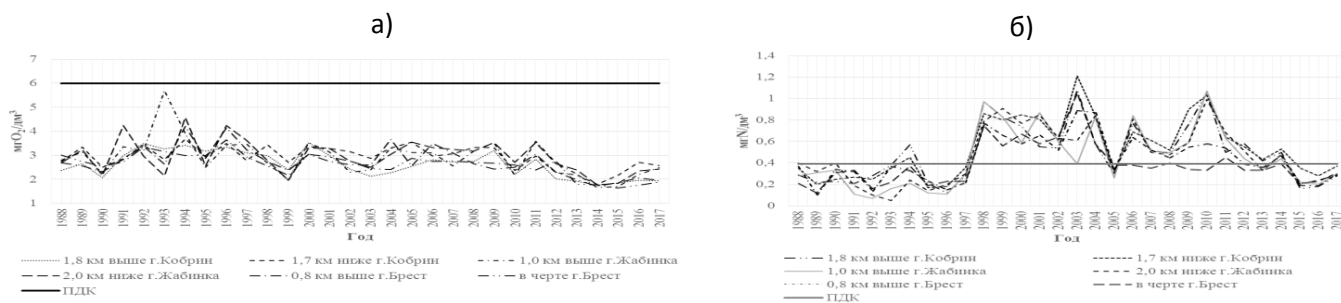 а)
мгО₂/дм³
7
6
5
4
3
2
1
1988 1989 1990 1991 1992 1993 1994 1995 1996 1997 1998 1999 2000 2001 2002 2003 2004 2005 2006 2007 2008 2009 2010 2011 2012 2013 2014 2015 2016 2017
Год
1,8 км выше г.Кобрин 1,7 км ниже г.Кобрин 1,0 км выше г.Жабинка
2,0 км ниже г.Жабинка 0,8 км выше г.Брест в черте г.Брест
ПДК
б)
мгN/дм³
1,4
1,2
1
0,8
0,6
0,4
0,2
0
1988 1989 1990 1991 1992 1993 1994 1995 1996 1997 1998 1999 2000 2001 2002 2003 2004 2005 2006 2007 2008 2009 2010 2011 2012 2013 2014 2015 2016 2017
Год
1,8 км выше г.Кобрин 1,7 км ниже г.Кобрин
1,0 км выше г.Жабинка 2,0 км ниже г.Жабинка
0,8 км выше г.Брест в черте г.Брест
ПДК